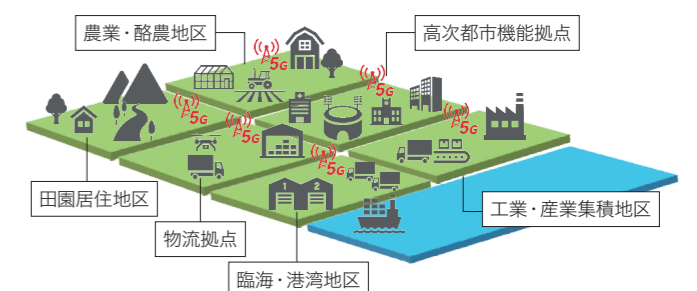 農業・酪農地区
高次都市機能拠点
5G
5G
5G
5G
5G
5G
田園居住地区
物流拠点
1 2
臨海・港湾地区
工業・産業集積地区